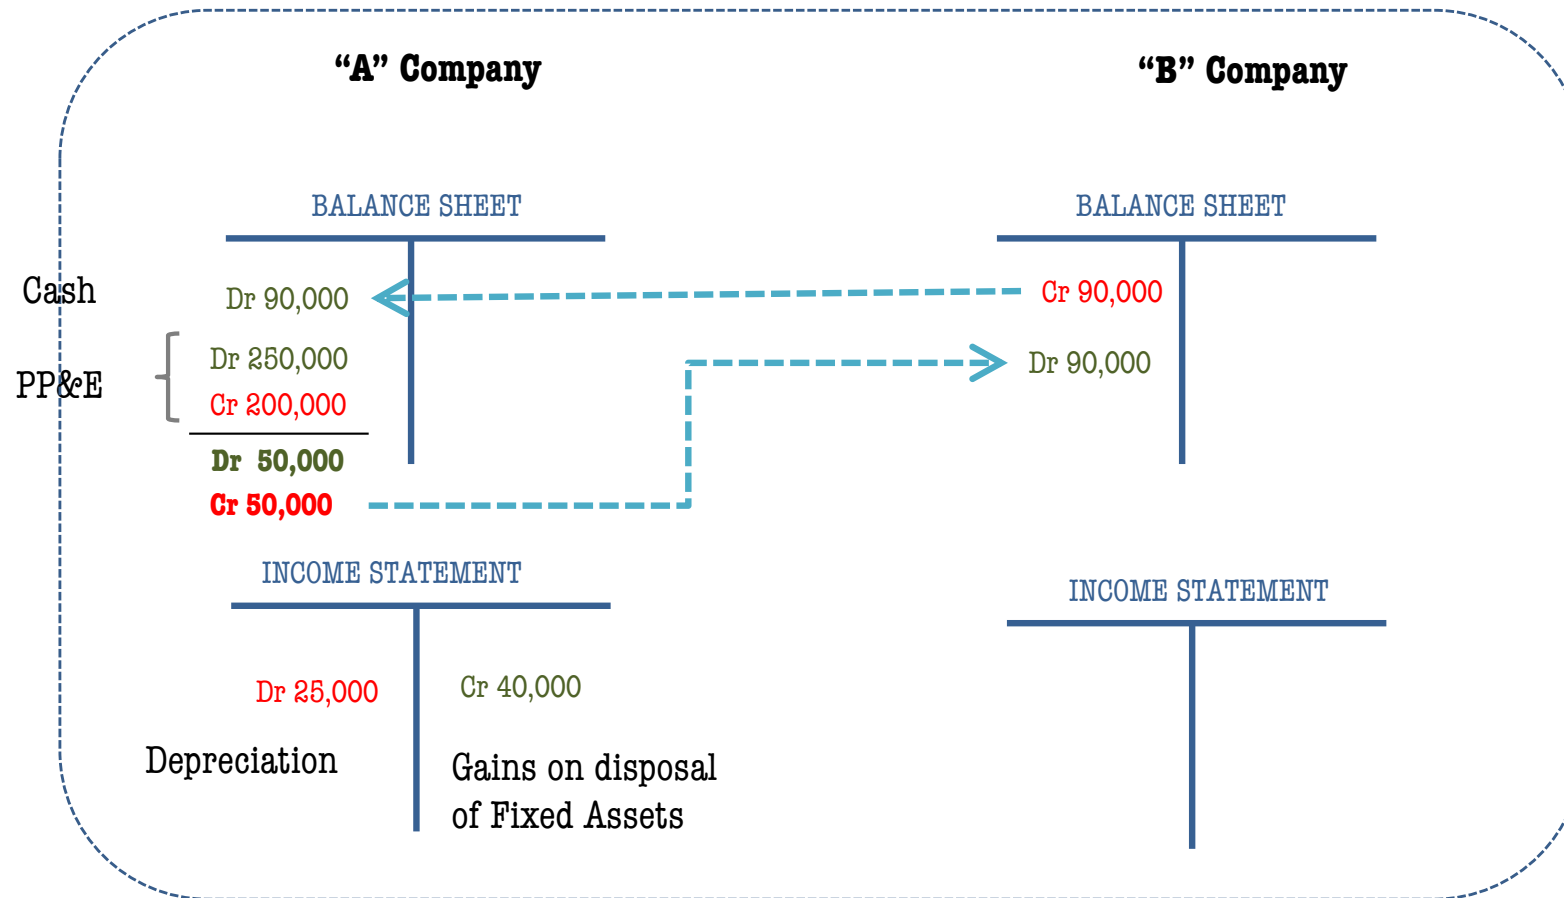 “A” Company
“B” Company
BALANCE SHEET
BALANCE SHEET
Cash
Dr 90,000
Cr 90,000
PP&E
Dr 250,000
Dr 90,000
Cr 200,000
Dr 50,000
Cr 50,000
INCOME STATEMENT
INCOME STATEMENT
Dr 25,000
Cr 40,000
Depreciation
Gains on disposal
of Fixed Assets